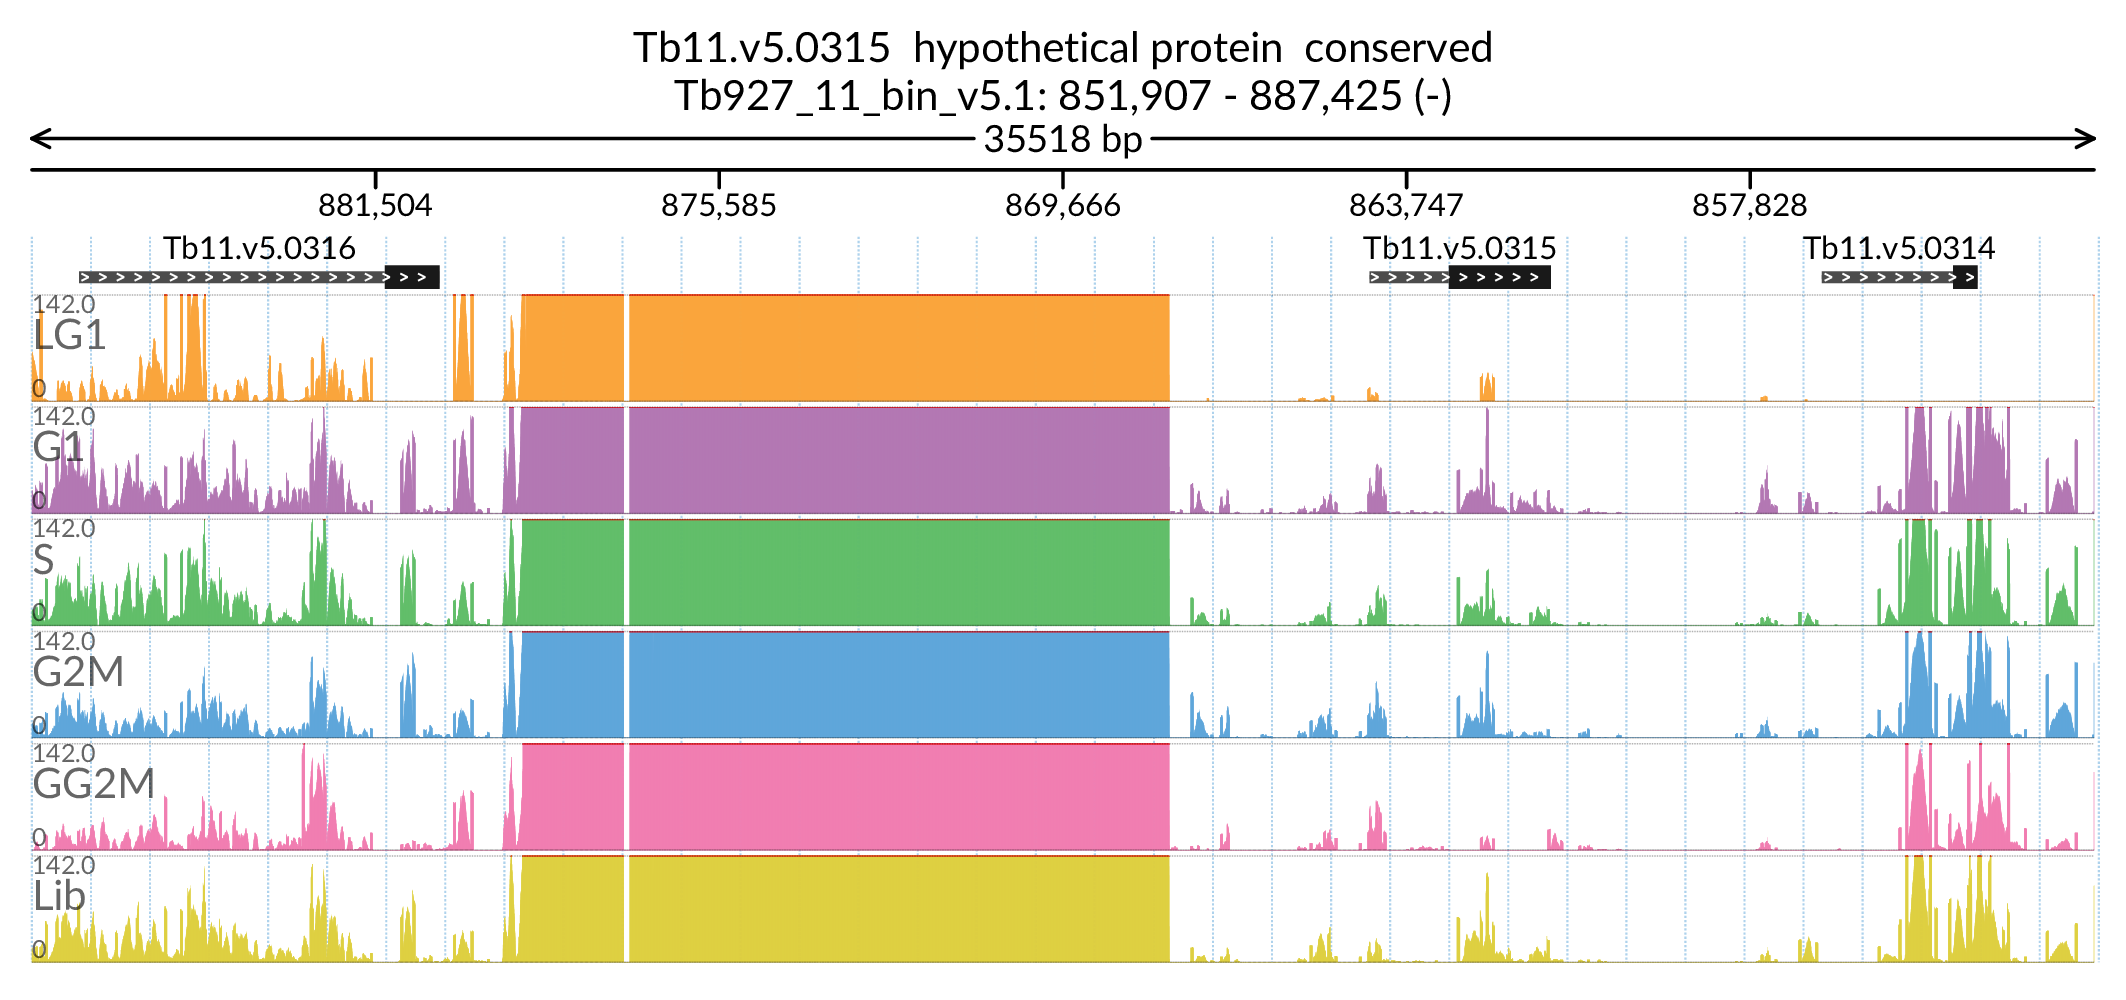 Tb11.v5.0315 hypothetical protein conserved
Tb927_11_bin_v5.1: 851,907 - 887,425 (-)
35518 bp
881,504 875,585 869,666 863,747 857,828
Tb11.v5.0316 Tb11.v5.0315 Tb11.v5.0314
142.0
LG1
0
142.0
G1
0
142.0
S
0
142.0
G2M
0
142.0
GG2M
0
142.0
Lib
0